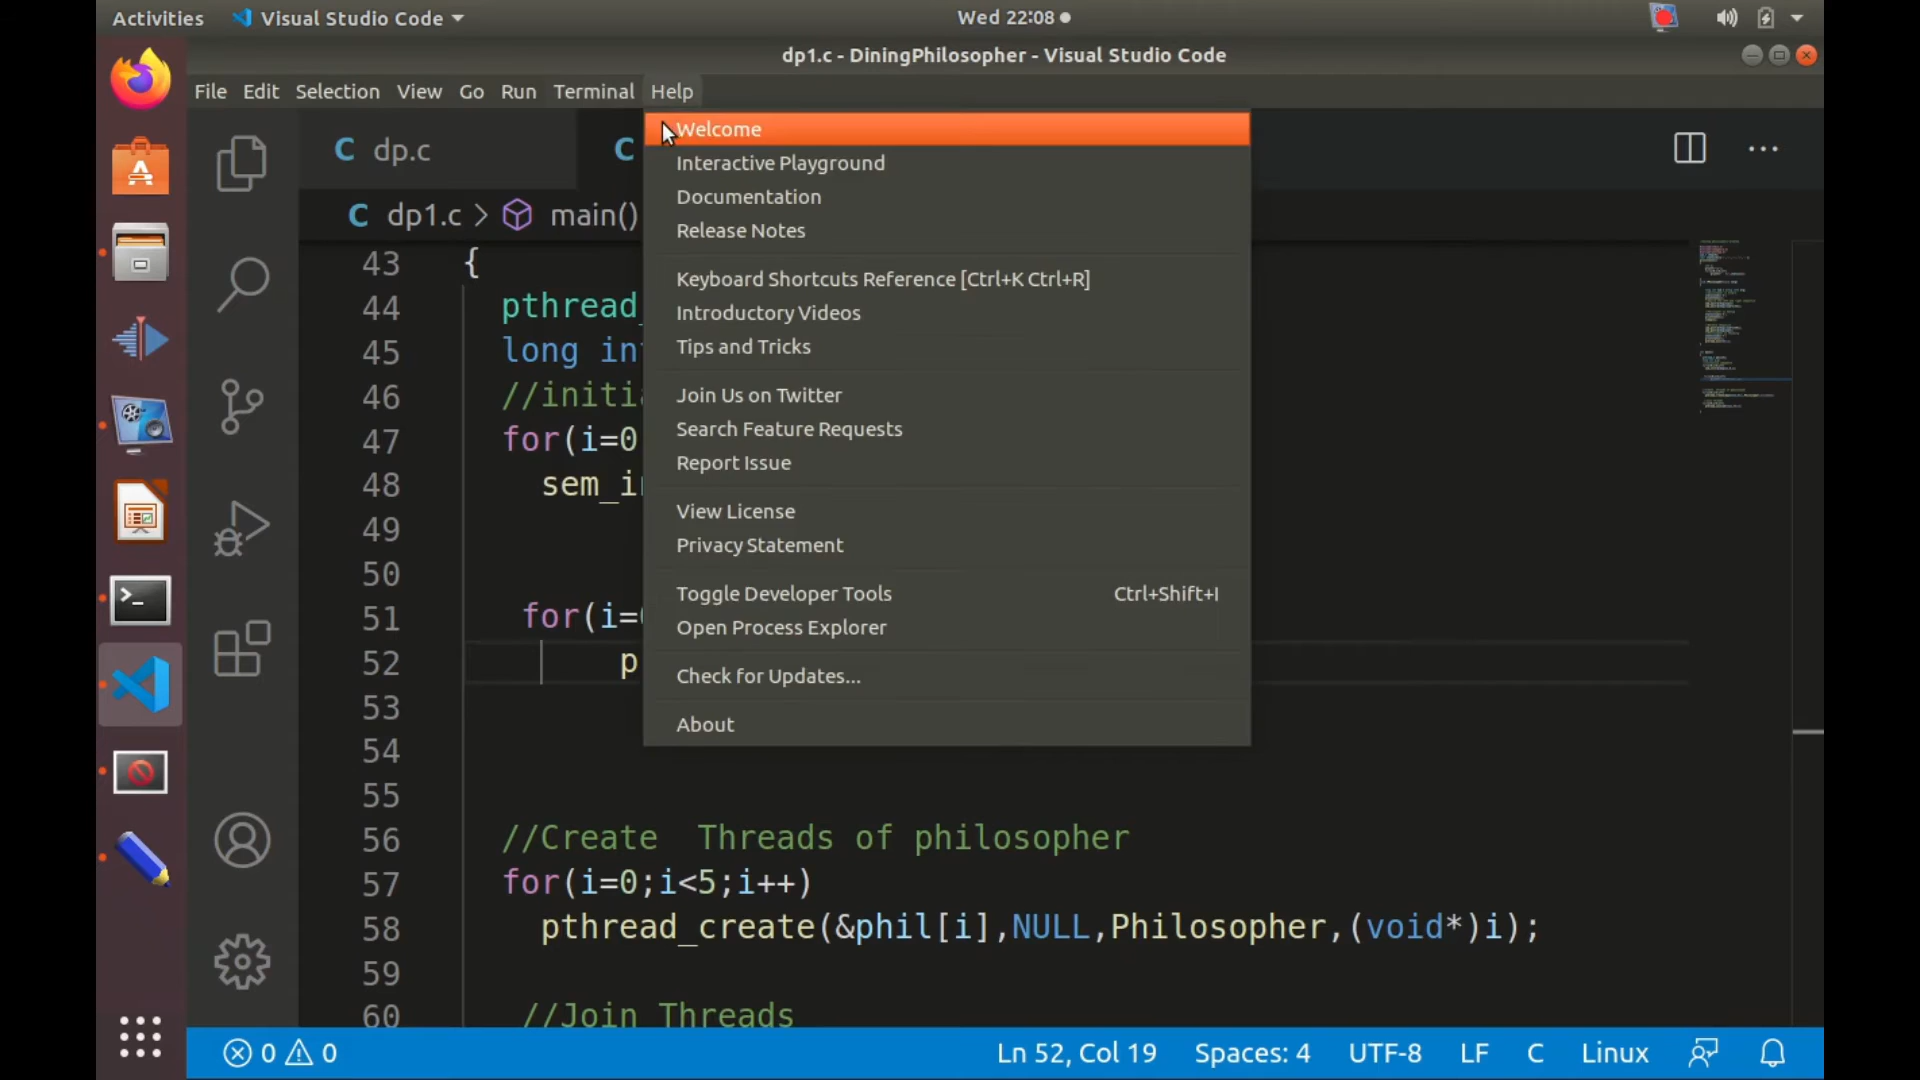 Activities Visual Studio Code Wed 22:08
dp1.c - DiningPhilosopher - Visual Studio Code
File Edit Selection View Go Run Terminal Help
C dp.c C
C dp1.c > main()
Welcome
Interactive Playground
Documentation
Release Notes
Keyboard Shortcuts Reference [Ctrl+K Ctrl+R]
Introductory Videos
Tips and Tricks
Join Us on Twitter
Search Feature Requests
Report Issue
View License
Privacy Statement
Toggle Developer Tools Ctrl+Shift+I
Open Process Explorer
Check for Updates...
About
43 {
44 pthread_
45 long in
46 //initi
47 for(i=0
48 sem_i
49
50
51 for(i=
52 p
53
54
55
56 //Create Threads of philosopher
57 for(i=0;i<5;i++)
58 pthread_create(&phil[i],NULL,Philosopher,(void*)i);
59
60 //Join Threads
0 0 Ln 52, Col 19 Spaces: 4 UTF-8 LF C Linux